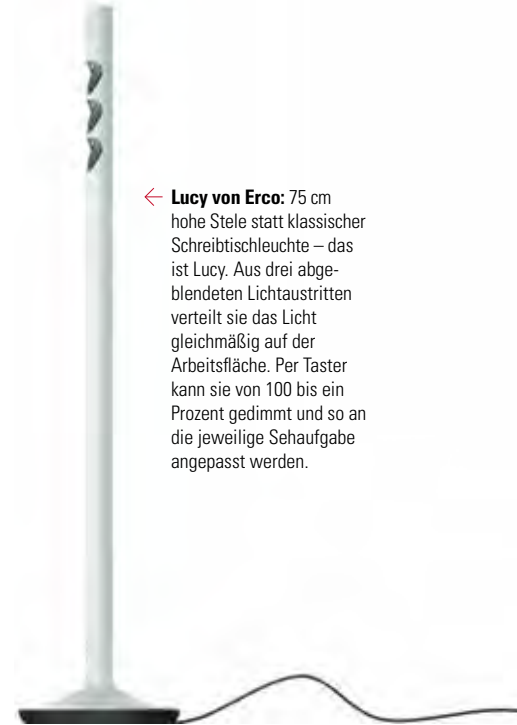 ← Lucy von Erco: 75 cm
hohe Stele statt klassischer
Schreibtischleuchte – das
ist Lucy. Aus drei abge-
blendeten Lichtaustritten
verteilt sie das Licht
gleichmäßig auf der
Arbeitsfläche. Per Taster
kann sie von 100 bis ein
Prozent gedimmt und so an
die jeweilige Sehaufgabe
angepasst werden.